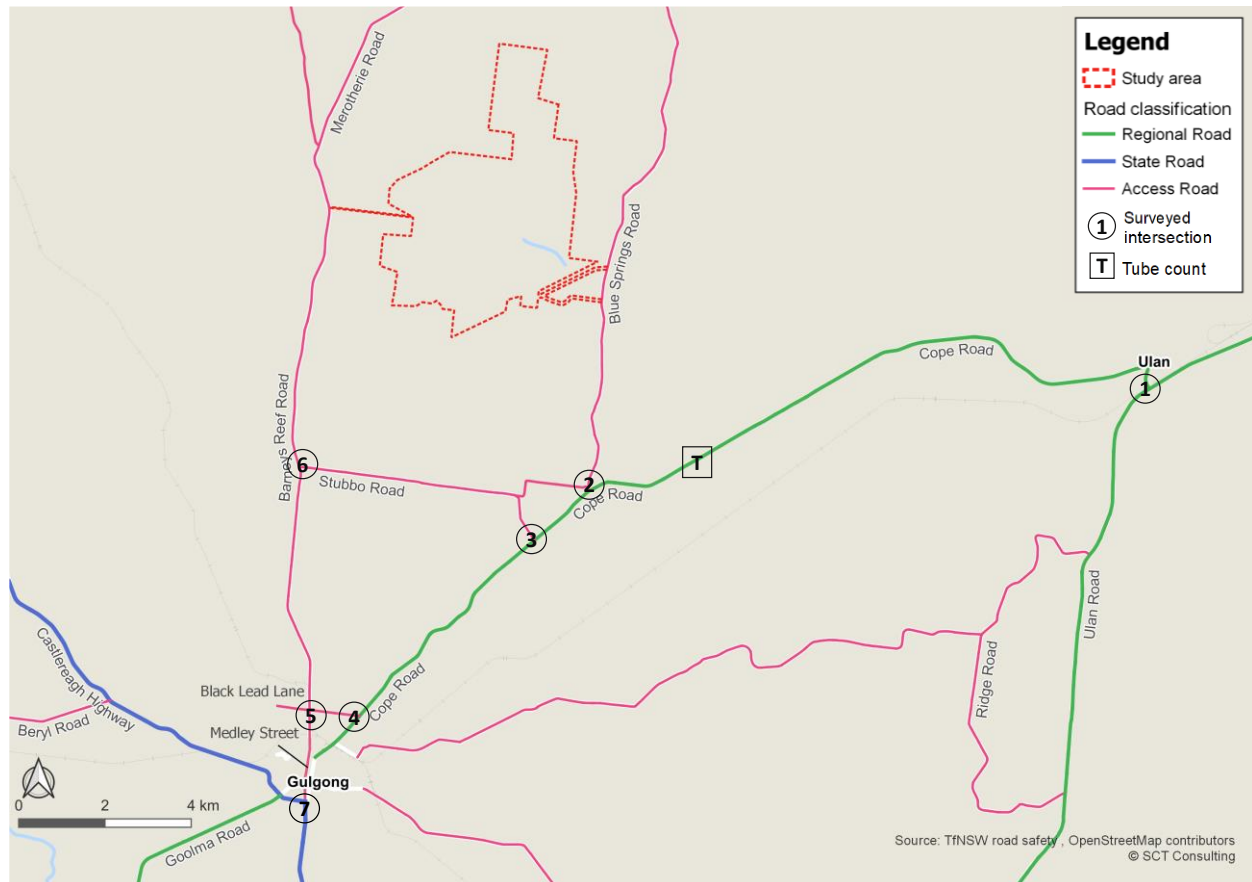 Legend
Study area
Road classification
Regional Road
State Road
Access Road
1 Surveyed
intersection
T Tube count
Merotherie Road
Blue Springs Road
Cope Road
Ulan
1
Barneys Reef Road
6
Stubbo Road
T
2
Cope Road
3
Ulan Road
Ridge Road
Castlereagh Highway
Cope Road
Black Lead Lane
5
4
Beryl Road
Medley Street
Gulgong
7
0 2 4 km
Goolma Road
Source: TfNSW road safety , OpenStreetMap contributors
© SCT Consulting